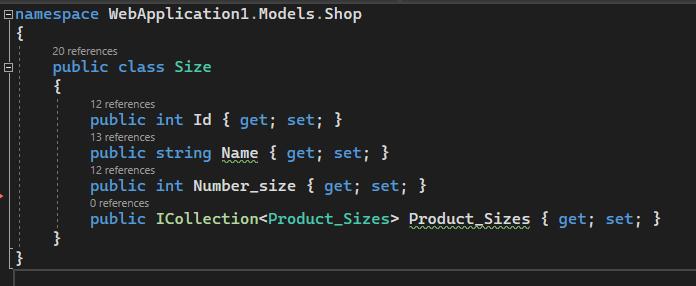 namespace WebApplication1.Models.Shop
{
20 references
public class Size
{
12 references
public int Id { get; set; }
13 references
public string Name { get; set; }
12 references
public int Number_size { get; set; }
0 references
public ICollection<Product_Sizes> Product_Sizes { get; set; }
}
}